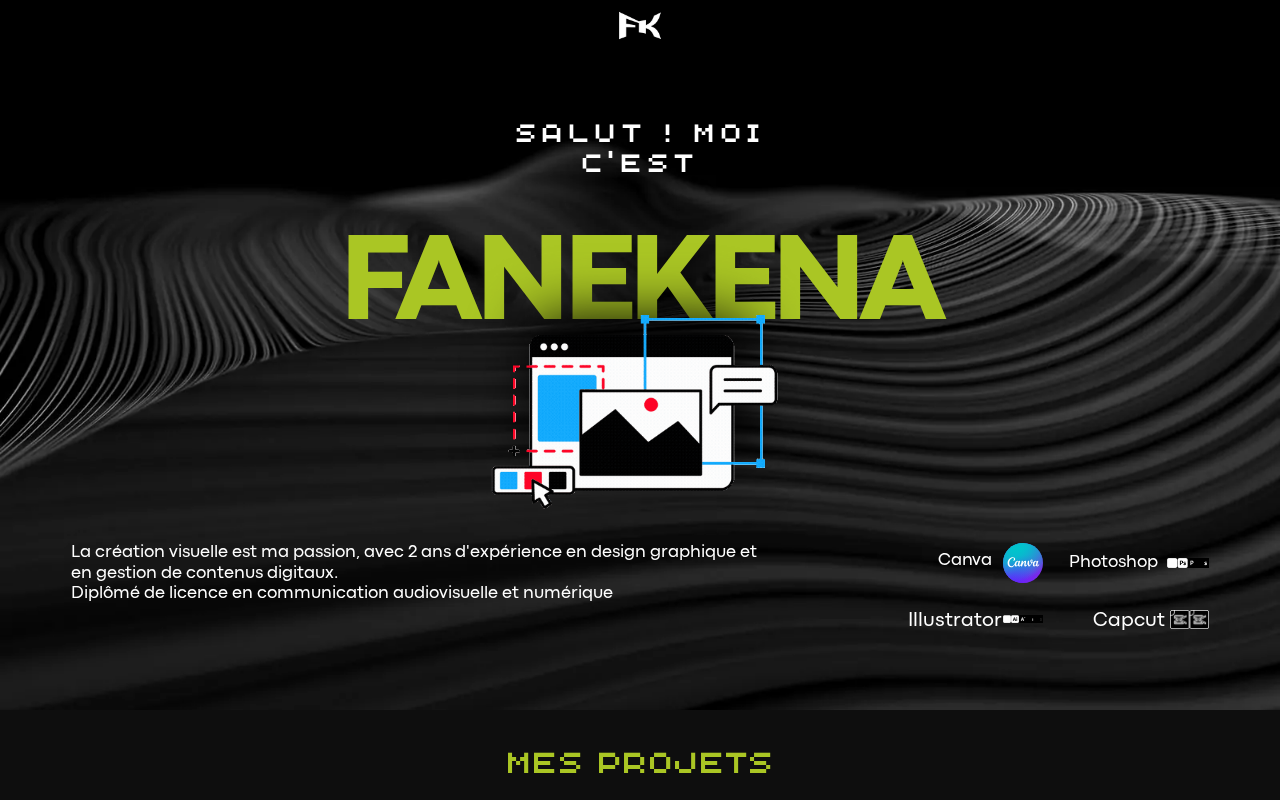 FK
SALUT ! MOI
C'EST
FANEKENA
La création visuelle est ma passion, avec 2 ans d'expérience en design graphique et
en gestion de contenus digitaux.
Diplômé de licence en communication audiovisuelle et numérique
Canva
Canva
Photoshop
Ps
Illustrator
Capcut
MES PROJETS